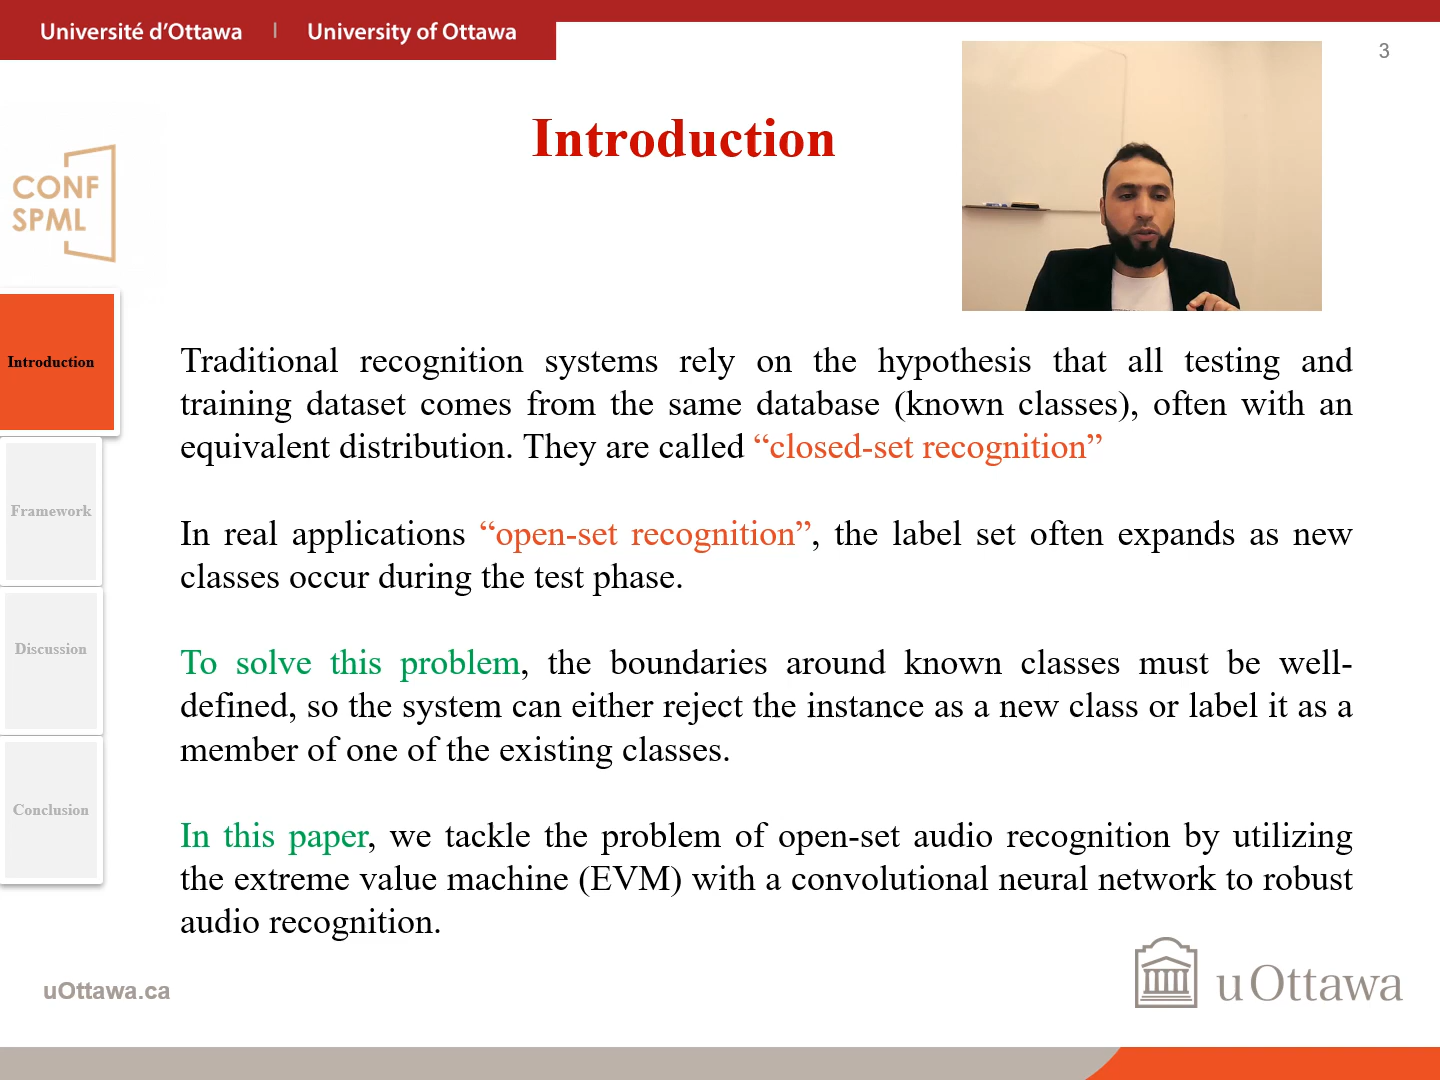 Université d’Ottawa | University of Ottawa
3
Introduction
CONF
SPML
Introduction
Framework
Discussion
Conclusion
Traditional recognition systems rely on the hypothesis that all testing and
training dataset comes from the same database (known classes), often with an
equivalent distribution. They are called “closed-set recognition”
In real applications “open-set recognition”, the label set often expands as new
classes occur during the test phase.
To solve this problem, the boundaries around known classes must be well-
defined, so the system can either reject the instance as a new class or label it as a
member of one of the existing classes.
In this paper, we tackle the problem of open-set audio recognition by utilizing
the extreme value machine (EVM) with a convolutional neural network to robust
audio recognition.
uOttawa.ca
uOttawa